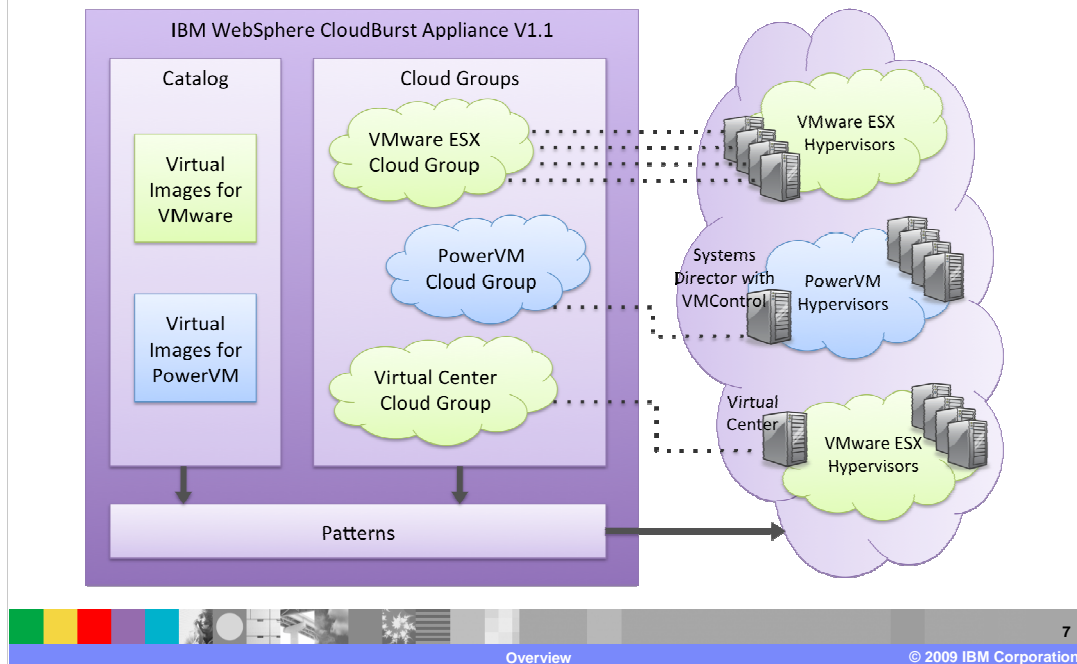 IBM WebSphere CloudBurst Appliance V1.1
Catalog
Virtual
Images for
VMware
Virtual
Images for
PowerVM
Cloud Groups
VMware ESX
Cloud Group
PowerVM
Cloud Group
Virtual Center
Cloud Group
Patterns
VMware ESX
Hypervisors
Systems
Director with
VMControl
PowerVM
Hypervisors
Virtual
Center
VMware ESX
Hypervisors
7
Overview
© 2009 IBM Corporation